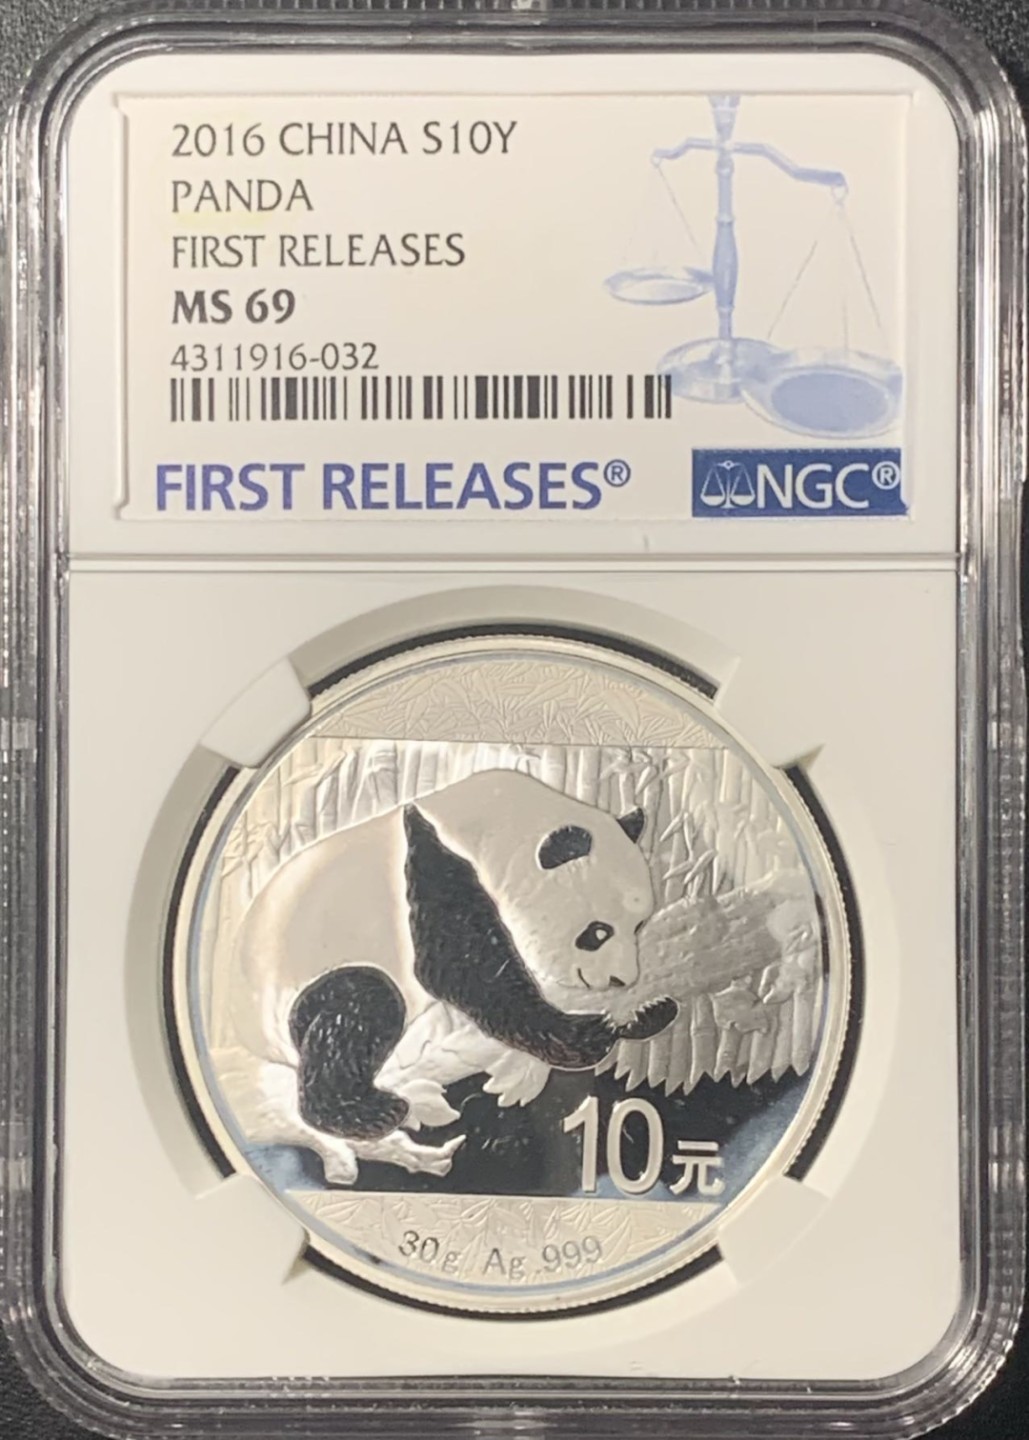 2016 CHINA S10Y
PANDA
FIRST RELEASES
MS 69
4311916-032
FIRST RELEASES®
NGC®
10元
30g Ag .999